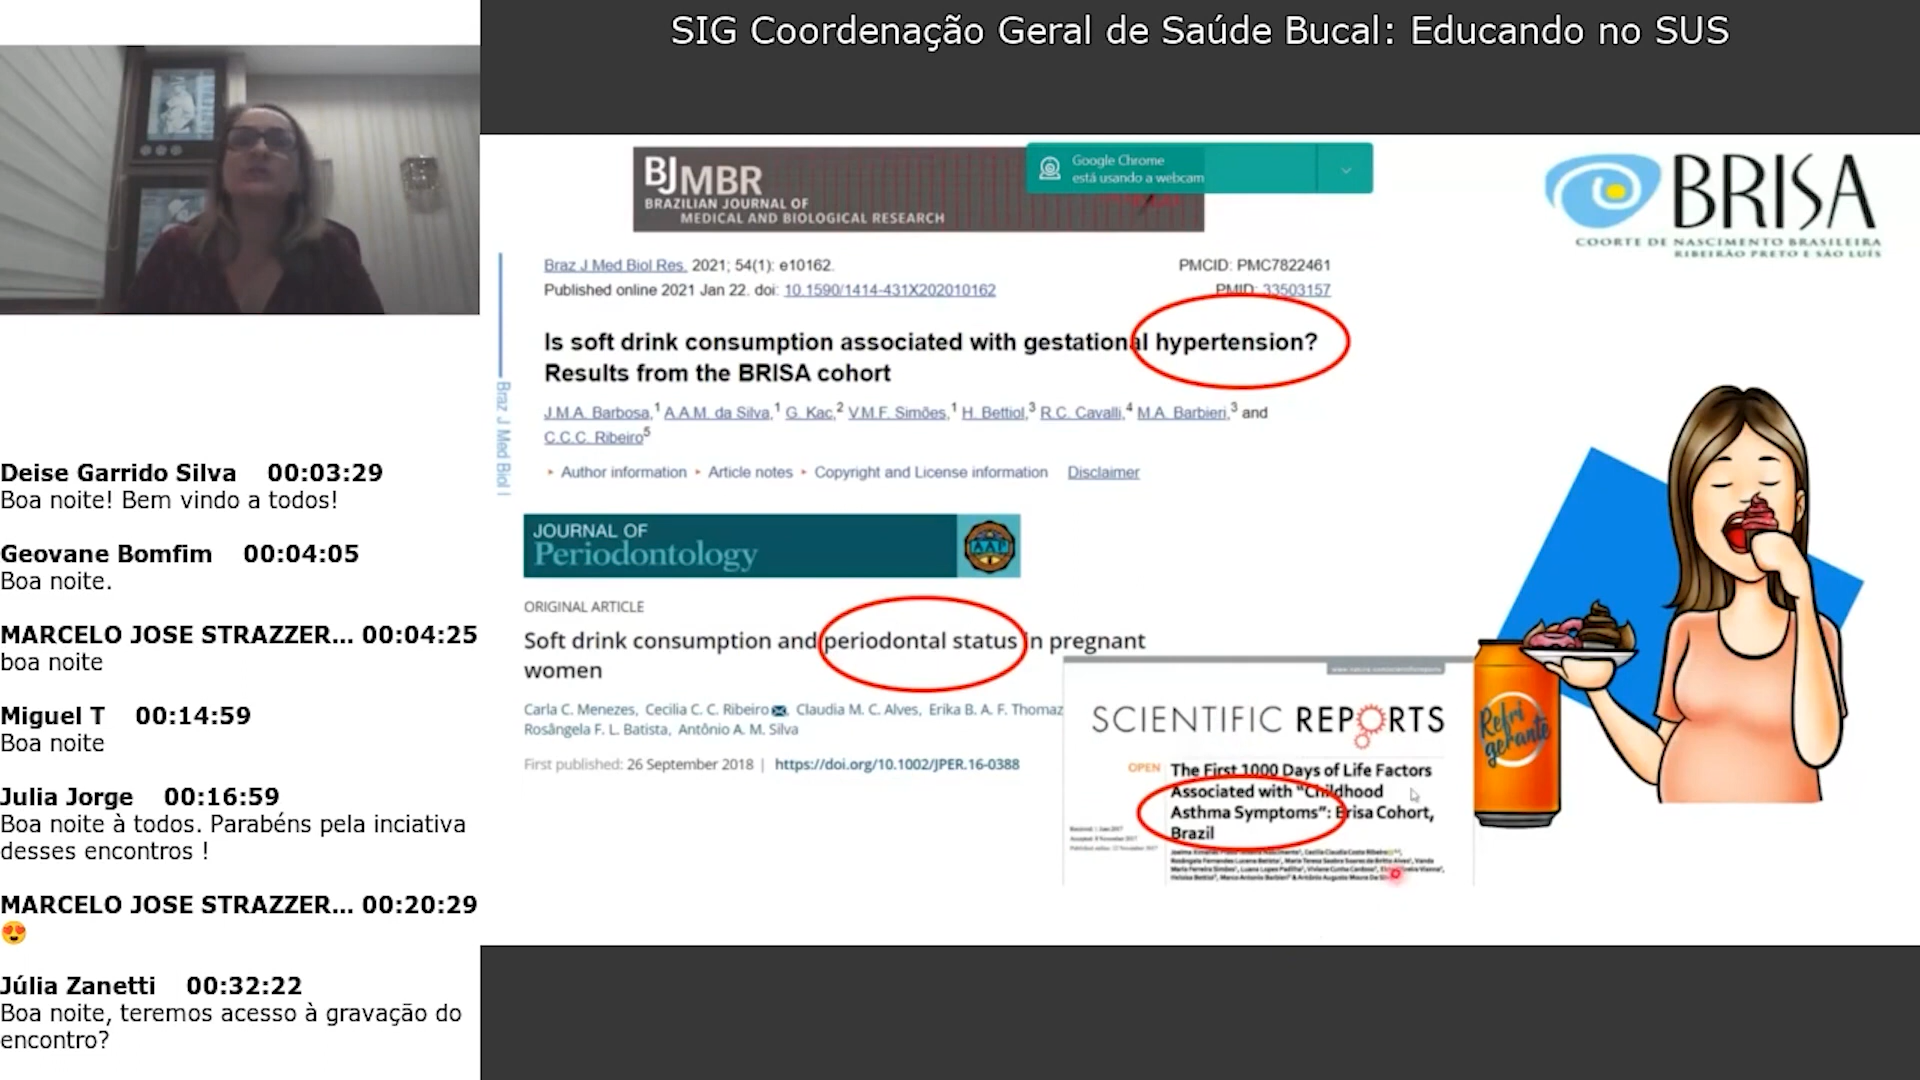 SIG Coordenação Geral de Saúde Bucal: Educando no SUS
BJMBR
BRAZILIAN JOURNAL OF
MEDICAL AND BIOLOGICAL RESEARCH
Google Chrome
está usando a webcam
BRISA
COORTE DE NASCIMENTO BRASILEIRA
RIBEIRÃO PRETO E SÃO LUÍS
Braz J Med Biol Res. 2021; 54(1): e10162.
PMCID: PMC7822461
Published online 2021 Jan 22. doi: 10.1590/1414-431X202010162
PMID: 33503157
Is soft drink consumption associated with gestational hypertension?
Results from the BRISA cohort
J.M.A. Barbosa,1 A.A.M. da Silva,1 G. Kac,2 V.M.F. Simões,1 H. Bettiol,3 R.C. Cavalli,4 M.A. Barbieri,3 and
C.C.C. Ribeiro5
Author information Article notes Copyright and License information Disclaimer
Braz J Med Biol
JOURNAL OF
Periodontology
AAP
ORIGINAL ARTICLE
Soft drink consumption and periodontal status in pregnant
women
Carla C. Menezes, Cecilia C. C. Ribeiro, Claudia M. C. Alves, Erika B. A. F. Thomaz
Rosângela F. L. Batista, Antônio A. M. Silva
First published: 26 September 2018 | https://doi.org/10.1002/JPER.16-0388
SCIENTIFIC REPORTS
OPEN
The First 1000 Days of Life Factors
Associated with "Childhood
Asthma Symptoms": Brisa Cohort,
Brazil
Refri
gerante
Deise Garrido Silva 00:03:29
Boa noite! Bem vindo a todos!
Geovane Bomfim 00:04:05
Boa noite.
MARCELO JOSE STRAZZER... 00:04:25
boa noite
Miguel T 00:14:59
Boa noite
Julia Jorge 00:16:59
Boa noite à todos. Parabéns pela inciativa
desses encontros !
MARCELO JOSE STRAZZER... 00:20:29
😍
Júlia Zanetti 00:32:22
Boa noite, teremos acesso à gravação do
encontro?